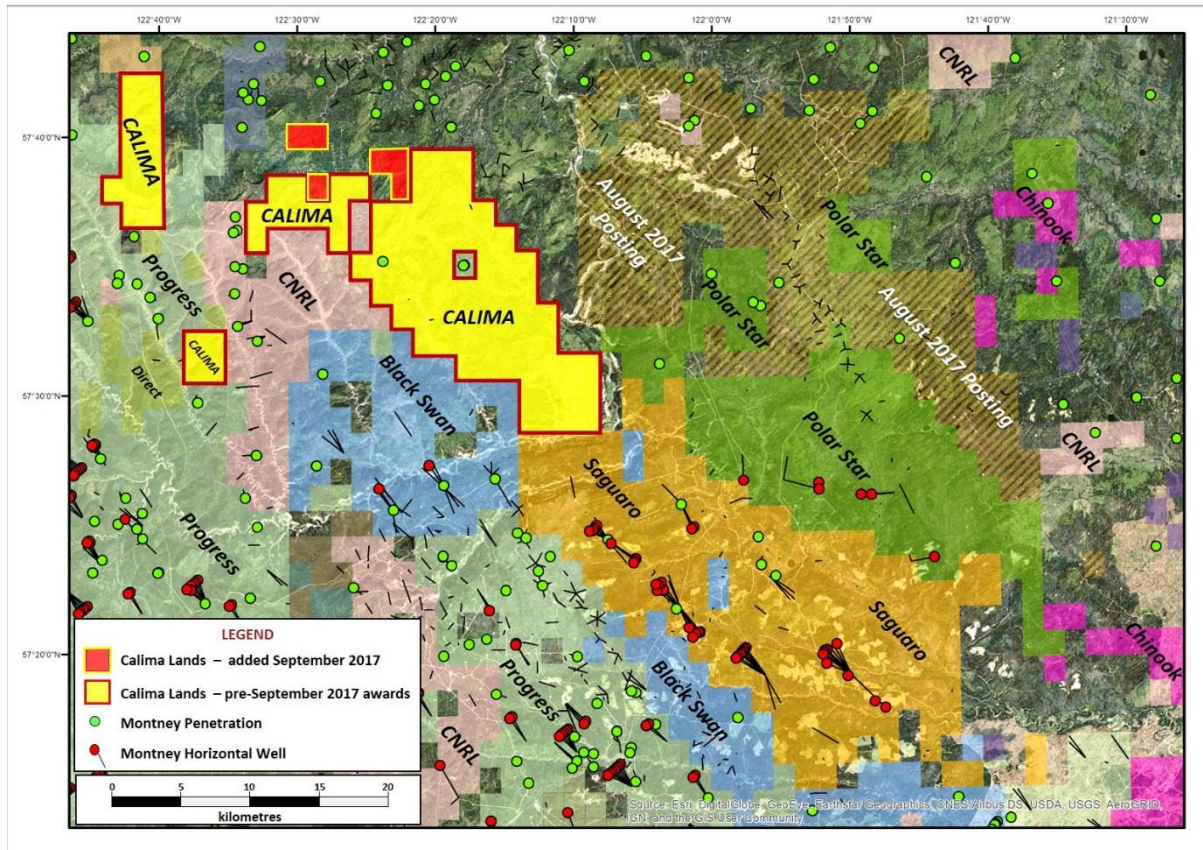 122°40'0"W
122°30'0"W
122°20'0"W
122°10'0"W
122°0'0"W
121°50'0"W
121°40'0"W
121°30'0"W
57°40'0"N
57°30'0"N
57°20'0"N
CALIMA
CALIMA
CALIMA
CALIMA
Progress
CNRL
Direct
Black Swan
August 2017
Posting
Polar Star
Polar Star
August 2017 Posting
Polar Star
CNRL
Chinook
CNRL
Saguaro
Saguaro
Progress
Progress
Black Swan
CNRL
Chinook
LEGEND
Calima Lands – added September 2017
Calima Lands – pre-September 2017 awards
Montney Penetration
Montney Horizontal Well
0 5 10 15 20
kilometres
Source: Esri, DigitalGlobe, GeoEye, Earthstar Geographics, CNES/Airbus DS, USDA, USGS, AeroGRID,
IGN, and the GIS User Community